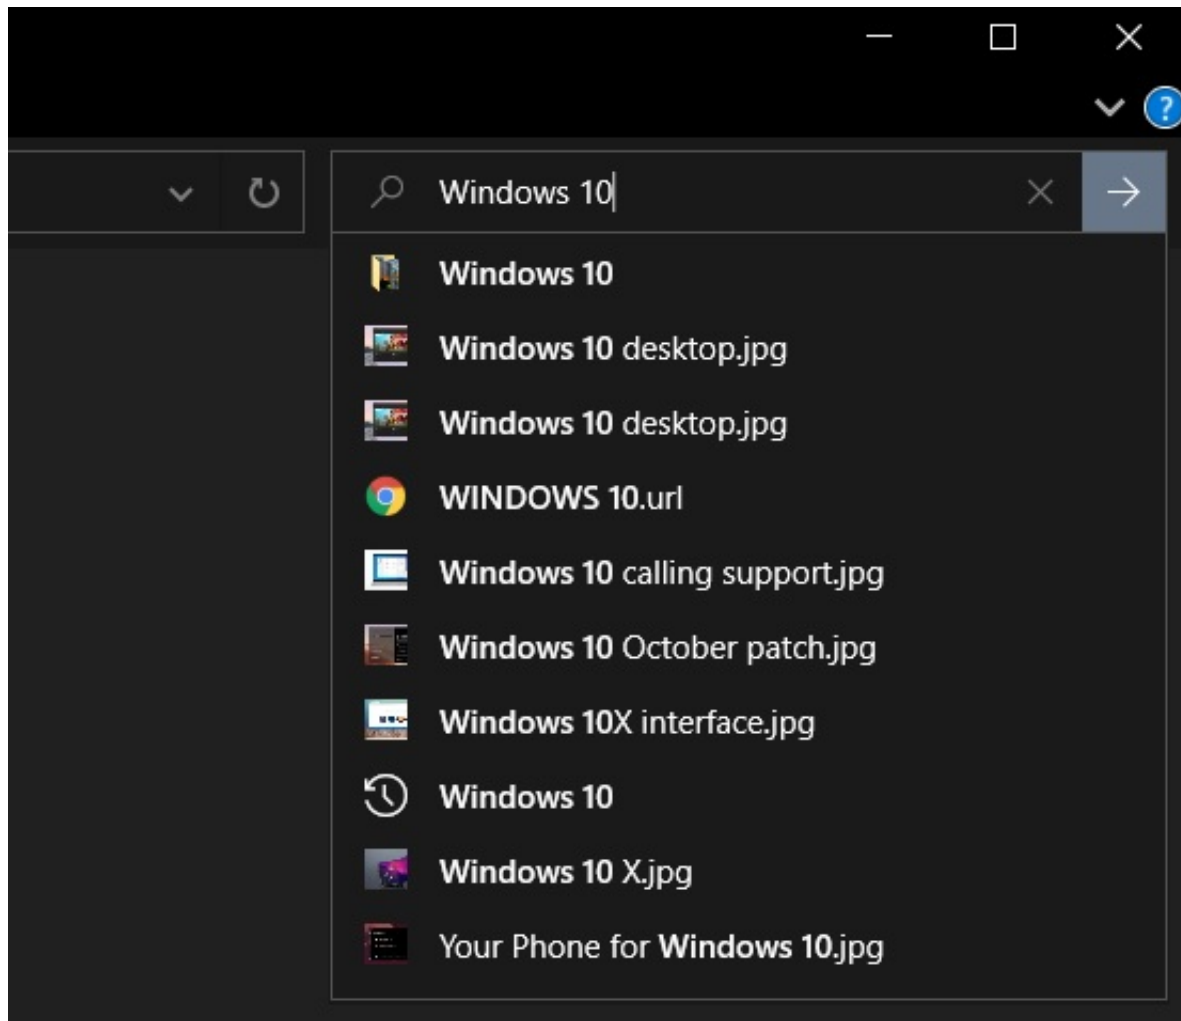 ?
Windows 10
Windows 10
Windows 10 desktop.jpg
Windows 10 desktop.jpg
WINDOWS 10.url
Windows 10 calling support.jpg
Windows 10 October patch.jpg
Windows 10X interface.jpg
Windows 10
Windows 10 X.jpg
Your Phone for Windows 10.jpg